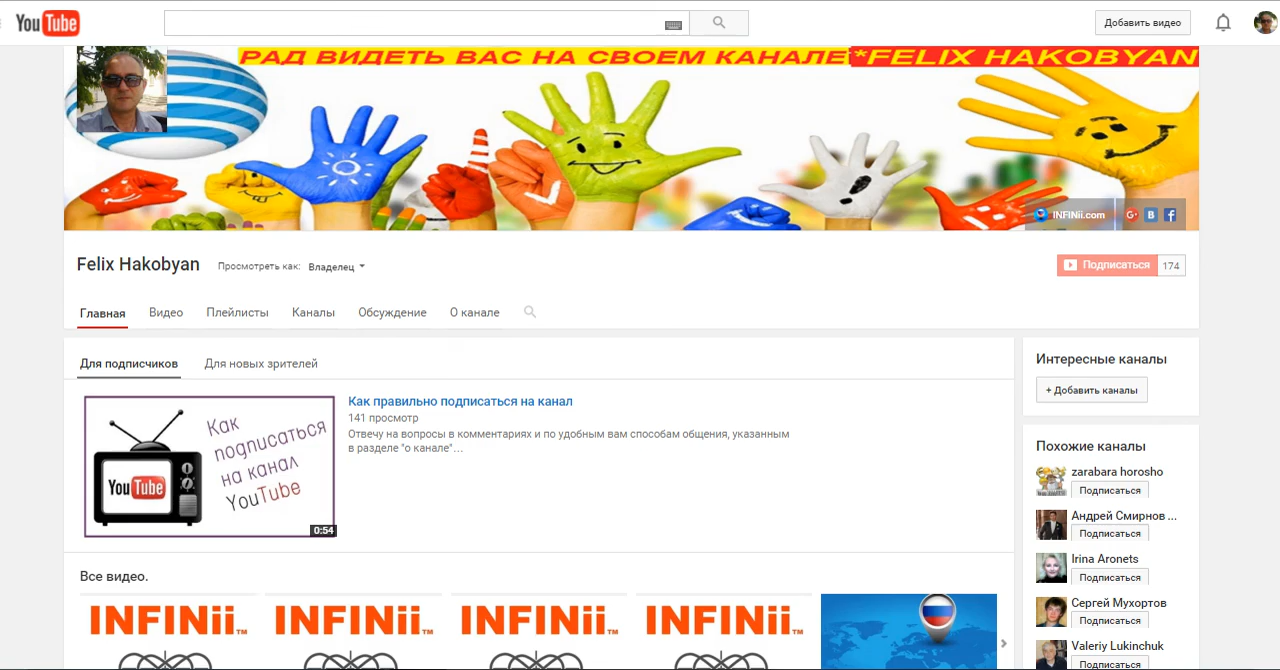 YouTube
Добавить видео
РАД ВИДЕТЬ ВАС НА СВОЕМ КАНАЛЕ*FELIX HAKOBYAN
INFINii.com
Felix Hakobyan
Просмотреть как: Владелец
Подписаться 174
Главная Видео Плейлисты Каналы Обсуждение О канале
Для подписчиков Для новых зрителей
Как правильно подписаться на канал
141 просмотр
Отвечу на вопросы в комментариях и по удобным вам способам общения, указанным
в разделе "о канале"...
Как
подписаться
на канал
YouTube
YouTube
0:54
Все видео.
INFINii™ INFINii™ INFINii™ INFINii™
Интересные каналы
+ Добавить каналы
Похожие каналы
zarabara horosho
Подписаться
Андрей Смирнов ...
Подписаться
Irina Aronets
Подписаться
Сергей Мухортов
Подписаться
Valeriy Lukinchuk
Подписаться